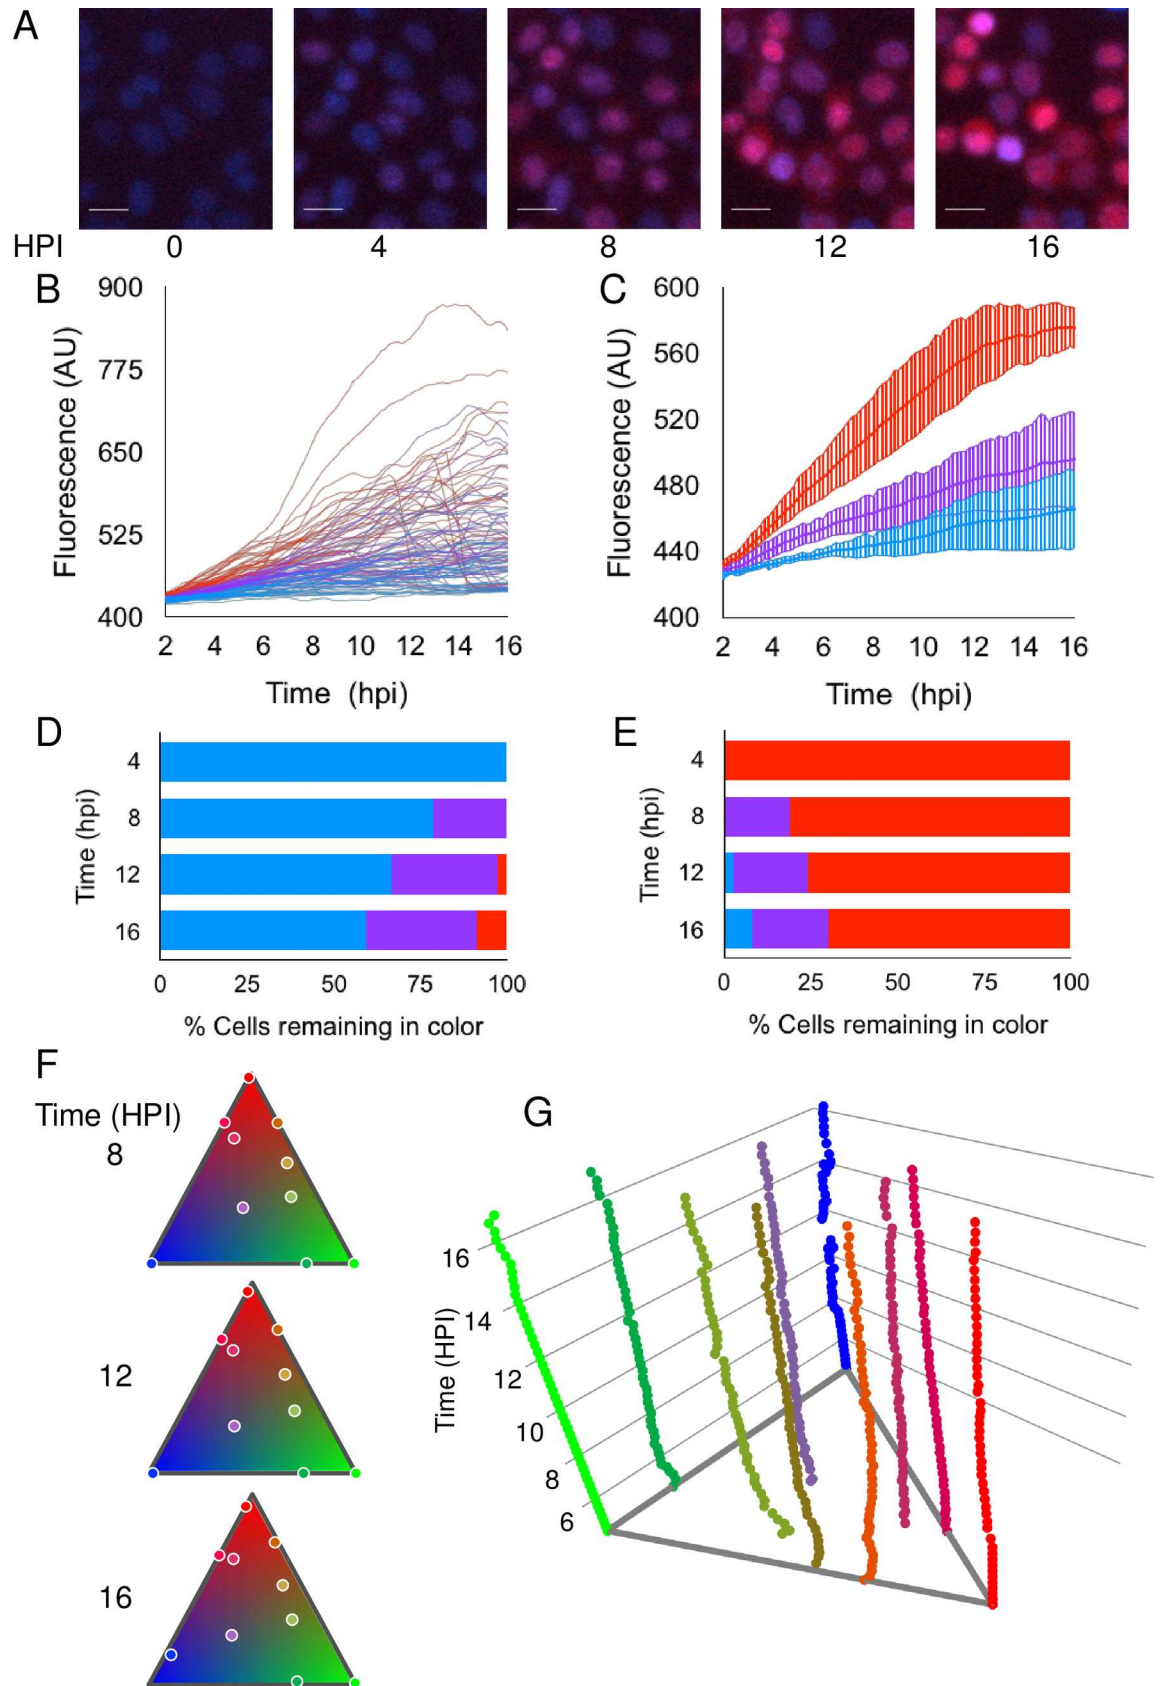 A
HPI 0 4 8 12 16
B
900
775
650
525
400
Fluorescence (AU)
2 4 6 8 10 12 14 16
Time (hpi)
C
600
560
520
480
440
400
Fluorescence (AU)
2 4 6 8 10 12 14 16
Time (hpi)
D
4
8
12
16
Time (hpi)
0 25 50 75 100
% Cells remaining in color
E
4
8
12
16
Time (hpi)
0 25 50 75 100
% Cells remaining in color
F
Time (HPI)
8
12
16
G
16
14
12
10
8
6
Time (HPI)